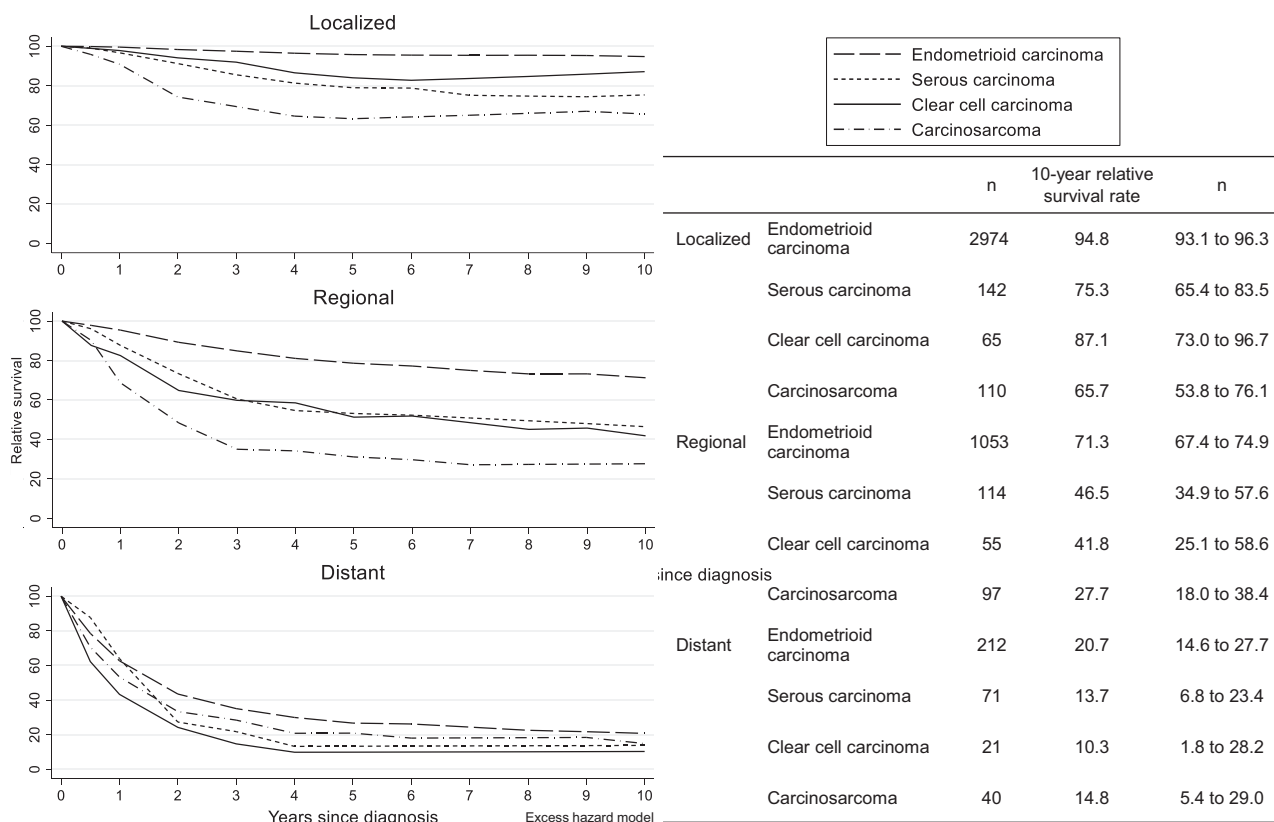 Localized
100
80
60
40
20
0
0 1 2 3 4 5 6 7 8 9 10
Regional
100
80
60
40
20
0
Relative survival
0 1 2 3 4 5 6 7 8 9 10
Distant
100
80
60
40
20
0
0 1 2 3 4 5 6 7 8 9 10
Years since diagnosis
Excess hazard model
Endometrioid carcinoma
Serous carcinoma
Clear cell carcinoma
Carcinosarcoma
n 10-year relative n
survival rate
Localized Endometrioid 2974 94.8 93.1 to 96.3
carcinoma
Serous carcinoma 142 75.3 65.4 to 83.5
Clear cell carcinoma 65 87.1 73.0 to 96.7
Carcinosarcoma 110 65.7 53.8 to 76.1
Regional Endometrioid 1053 71.3 67.4 to 74.9
carcinoma
Serous carcinoma 114 46.5 34.9 to 57.6
Clear cell carcinoma 55 41.8 25.1 to 58.6
since diagnosis
Carcinosarcoma 97 27.7 18.0 to 38.4
Distant Endometrioid 212 20.7 14.6 to 27.7
carcinoma
Serous carcinoma 71 13.7 6.8 to 23.4
Clear cell carcinoma 21 10.3 1.8 to 28.2
Carcinosarcoma 40 14.8 5.4 to 29.0